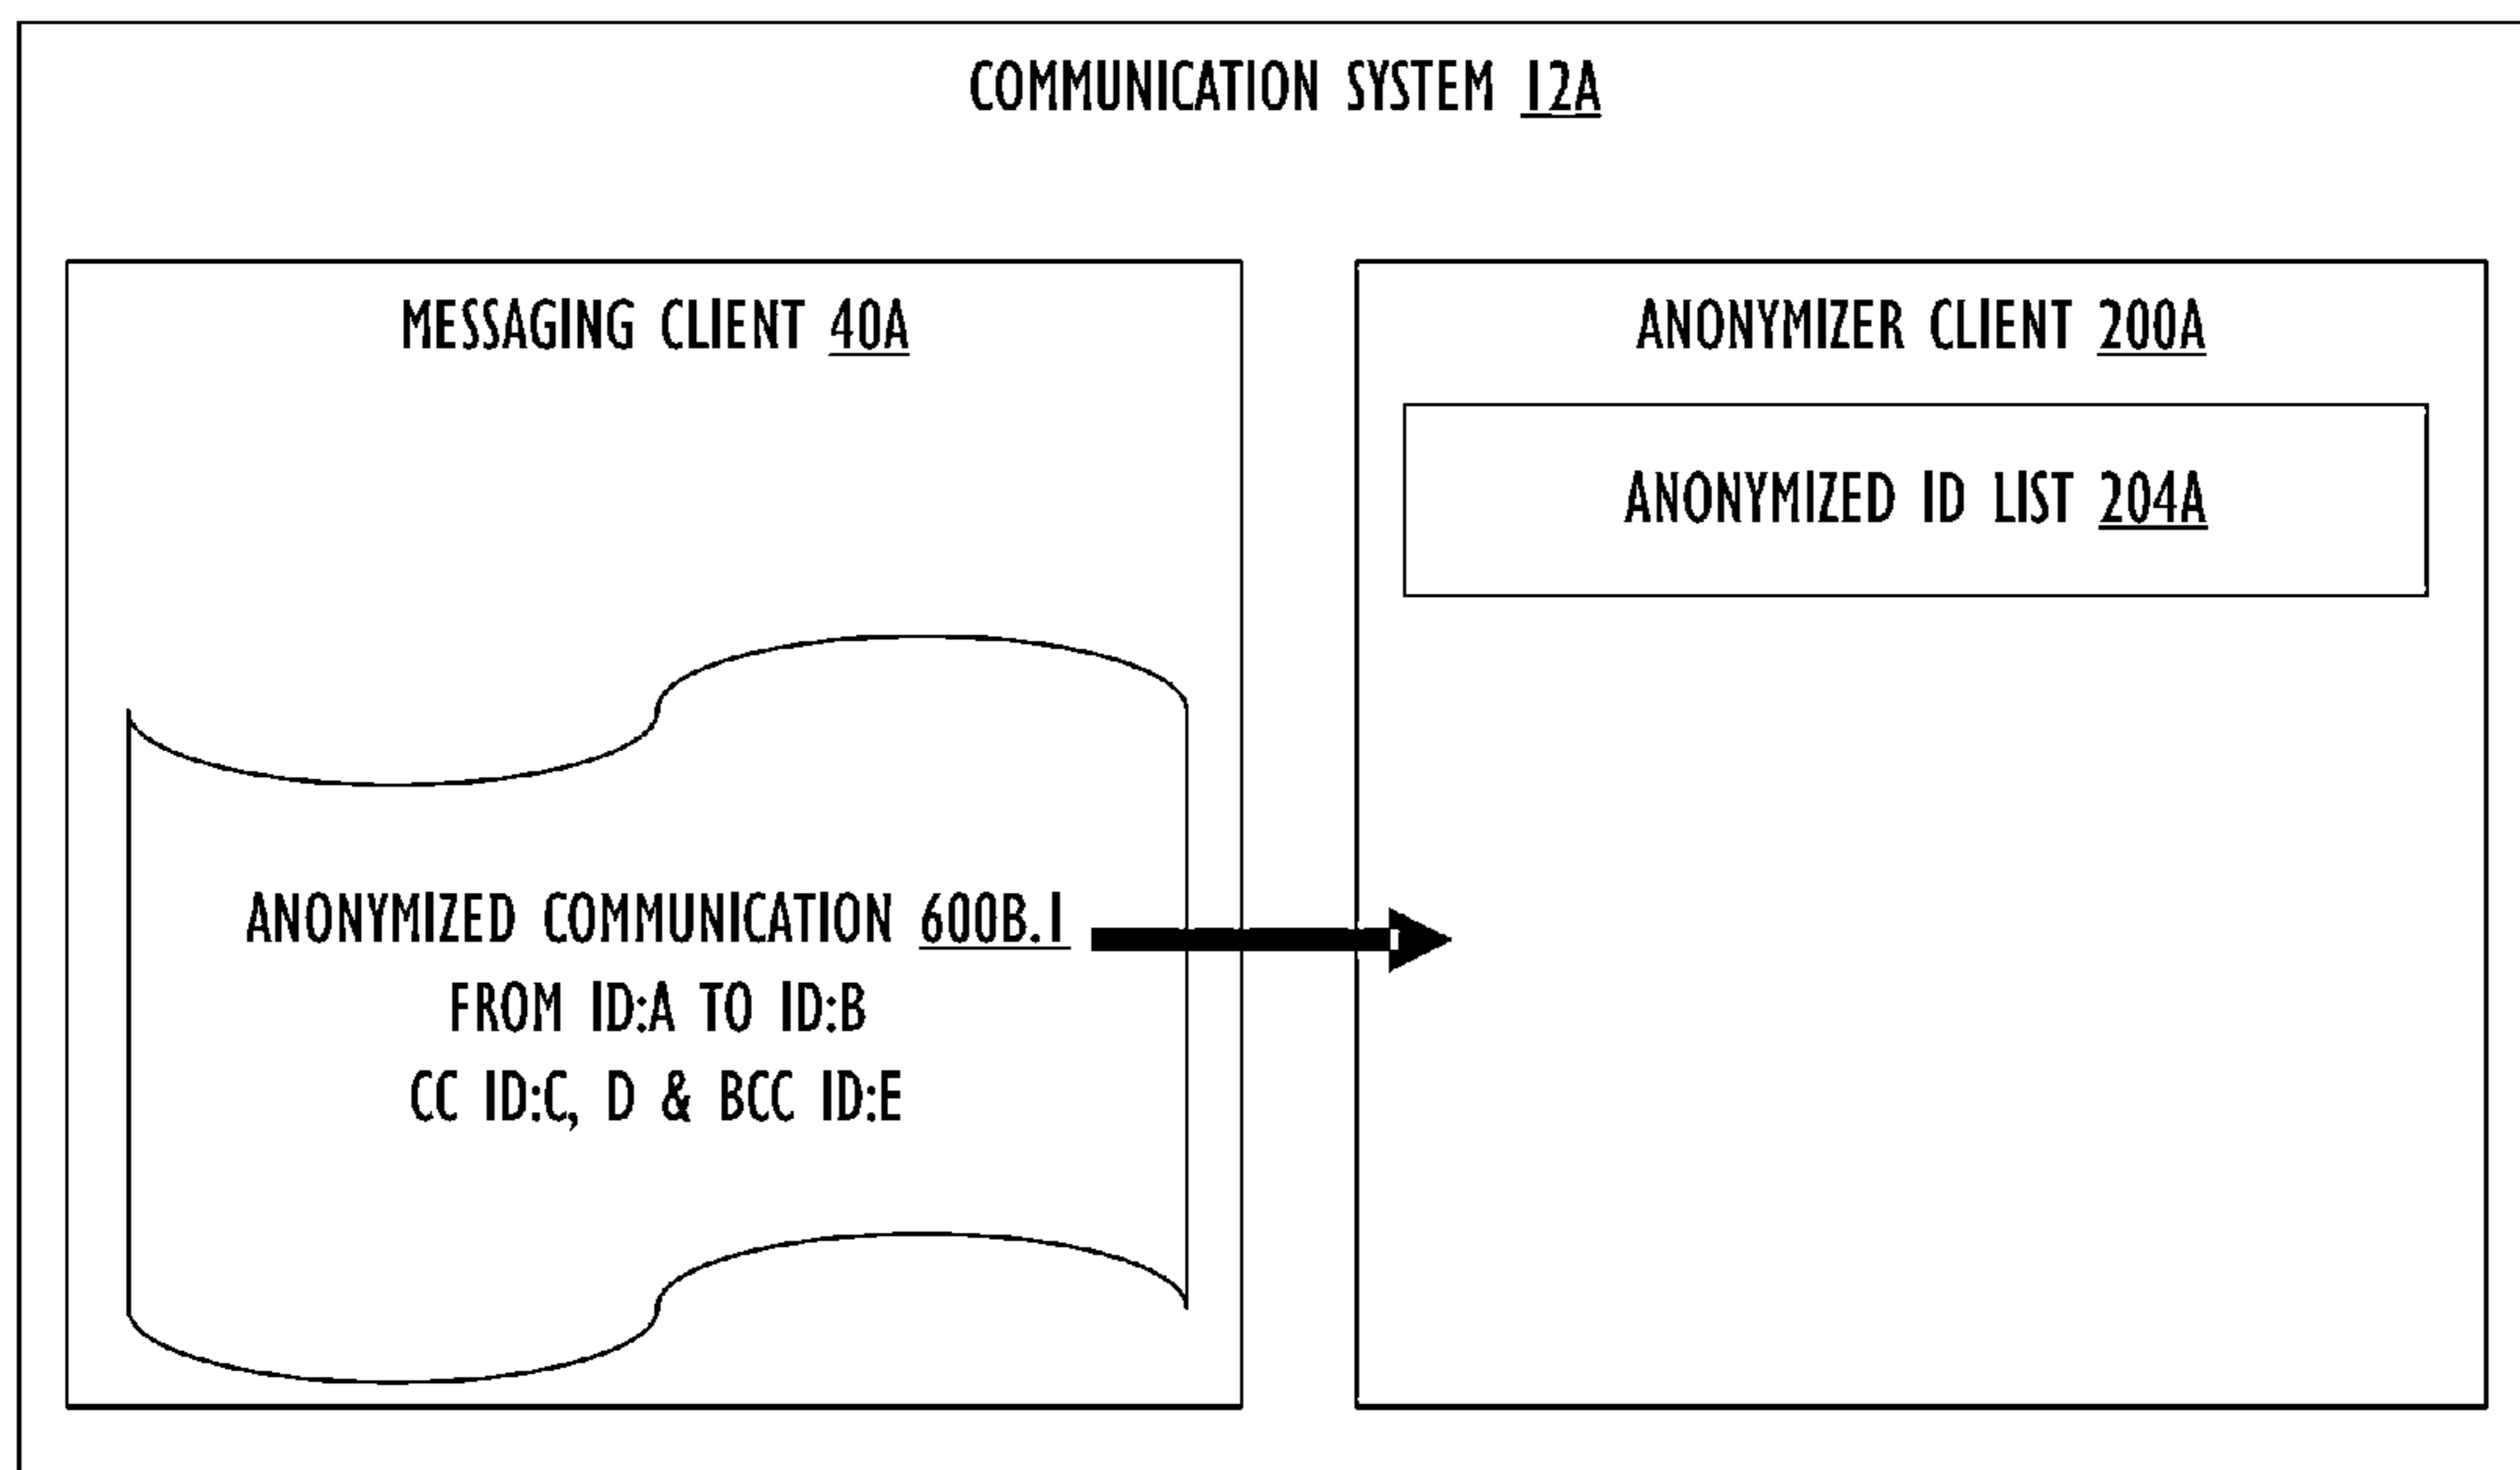 COMMUNICATION SYSTEM 12A
MESSAGING CLIENT 40A
ANONYMIZER CLIENT 200A
ANONYMIZED ID LIST 204A
ANONYMIZED COMMUNICATION 600B.1
FROM ID:A TO ID:B
CC ID:C, D & BCC ID:E